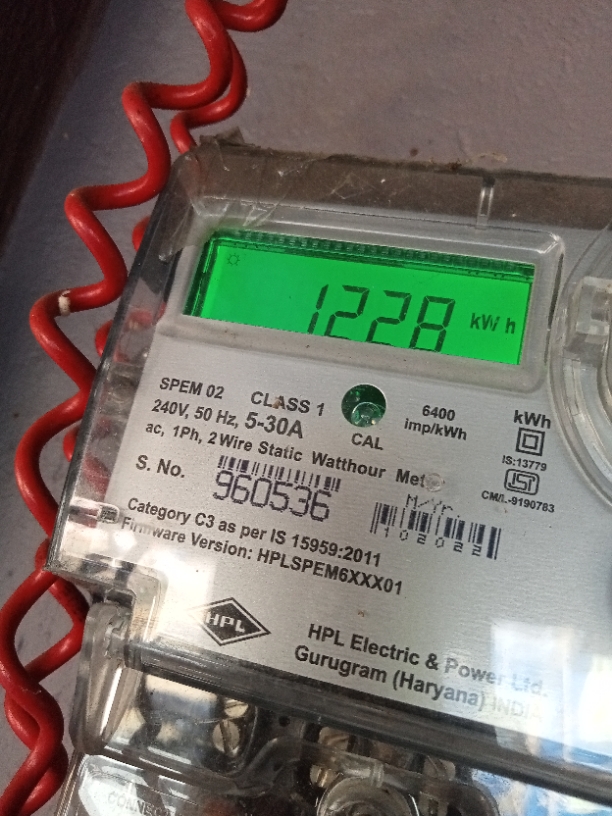 1228 kWh
SPEM 02 CLASS 1
6400 imp/kWh
kWh
240V, 50 Hz, 5-30A
CAL
ac, 1Ph, 2 Wire Static Watthour
IS:13779
ISI
CM/L-9190783
S. No.
960536
M/Yr.
102022
Category C3 as per IS 15959:2011
Firmware Version: HPLSPEM6XXX01
HPL
HPL Electric & Power Ltd.
Gurugram (Haryana) INDIA